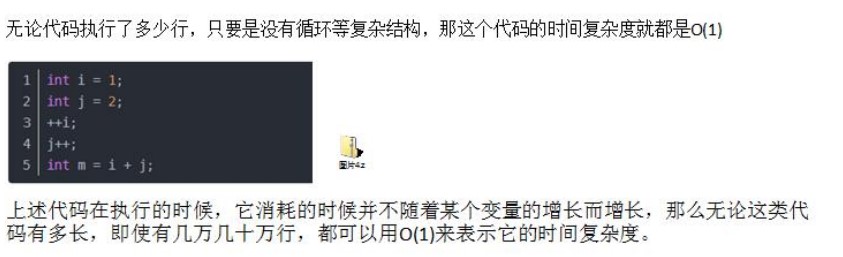 无论代码执行了多少行，只要是没有循环等复杂结构，那这个代码的时间复杂度就都是O(1)
1 int i = 1;
2 int j = 2;
3 ++i;
4 j++;
5 int m = i + j;
图片4z
上述代码在执行的时候，它消耗的时候并不随着某个变量的增长而增长，那么无论这类代
码有多长，即使有几万几十万行，都可以用O(1)来表示它的时间复杂度。